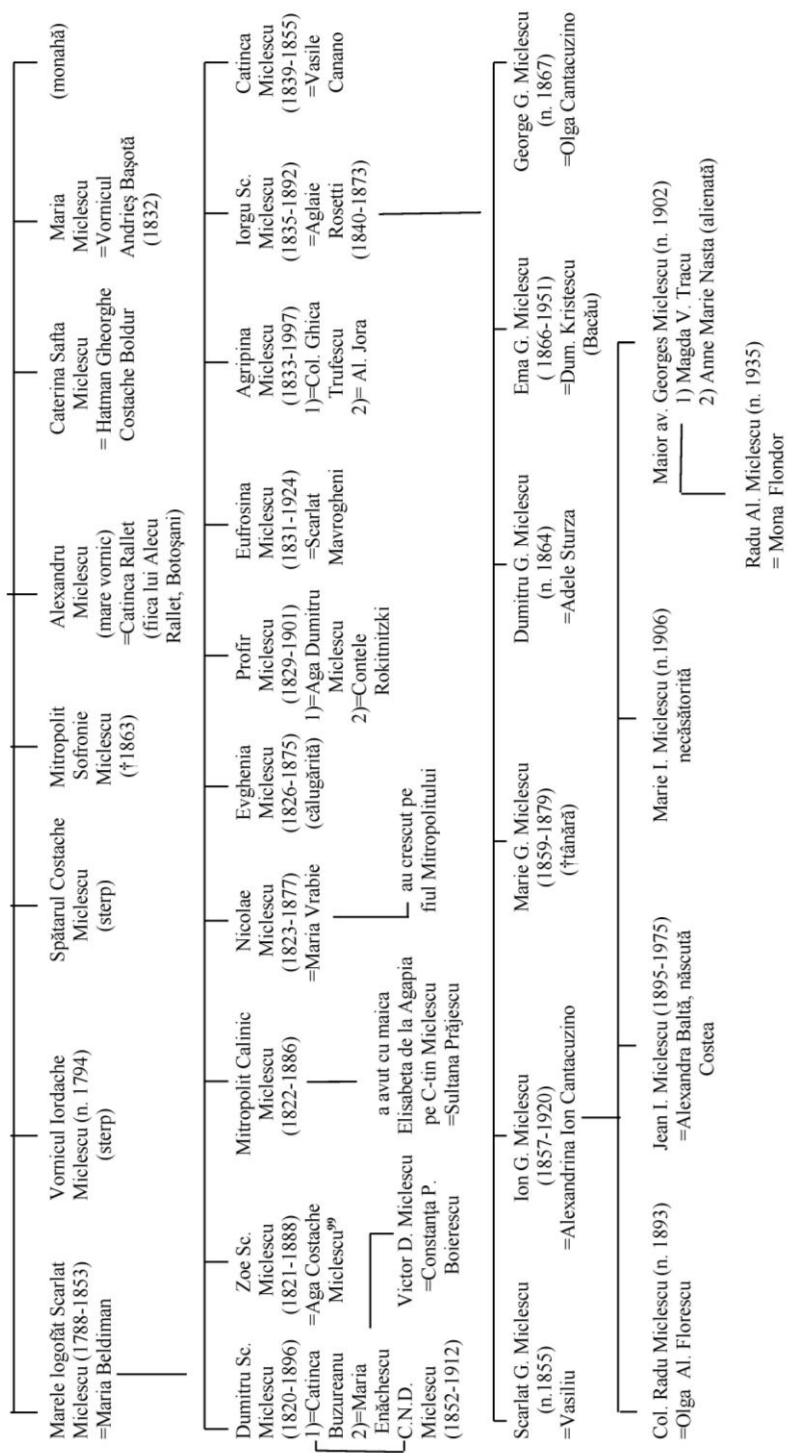 Marele logofăt Scarlat
Miclescu (1788-1853)
=Maria Beldiman
Vornicul Iordache
Miclescu (n. 1794)
(sterp)
Spătarul Costache
Miclescu
(sterp)
Mitropolit
Sofronie
Miclescu
(†1863)
Alexandru
Miclescu
(mare vornic)
=Catinca Rallet
(fiica lui Alecu
Rallet, Botoșani)
Caterina Safta
Miclescu
= Hatman Gheorghe
Costache Boldur
Maria
Miclescu
=Vornicul
Andrieș Bașotă
(1832)
(monahă)
Dumitru Sc.
Miclescu
(1820-1896)
1)=Catinca
Buzureanu
2)=Maria
Enăchescu
C.N.D.
Miclescu
(1852-1912)
Zoe Sc.
Miclescu
(1821-1888)
=Aga Costache
Miclescu⁹⁹
Victor D. Miclescu
=Constanța P.
Boierescu
Mitropolit Calinic
Miclescu
(1822-1886)
a avut cu maica
Elisabeta de la Agapia
pe C-tin Miclescu
=Sultana Prăjescu
Nicolae
Miclescu
(1823-1877)
=Maria Vrabie
au crescut pe
fiul Mitropolitului
Evghenia
Miclescu
(1826-1875)
(călugărită)
Profir
Miclescu
(1829-1901)
1)=Aga Dumitru
Miclescu
2)=Contele
Rokitnitzki
Eufrosina
Miclescu
(1831-1924)
=Scarlat
Mavrogheni
Agripina
Miclescu
(1833-1997)
1)=Col. Ghica
Trufescu
2)= Al. Jora
Iorgu Sc.
Miclescu
(1835-1892)
=Aglaie
Rosetti
(1840-1873)
Catinca
Miclescu
(1839-1855)
=Vasile
Canano
Scarlat G. Miclescu
(n.1855)
=Vasiliu
Ion G. Miclescu
(1857-1920)
=Alexandrina Ion Cantacuzino
Marie G. Miclescu
(1859-1879)
(†tânără)
Dumitru G. Miclescu
(n. 1864)
=Adele Sturza
Ema G. Miclescu
( 1866-1951)
=Dum. Kristescu
(Bacău)
George G. Miclescu
(n. 1867)
=Olga Cantacuzino
Col. Radu Miclescu (n. 1893)
=Olga Al. Florescu
Jean I. Miclescu (1895-1975)
=Alexandra Baltă, născută
Costea
Marie I. Miclescu (n.1906)
necăsătorită
Maior av. Georges Miclescu (n. 1902)
1) Magda V. Tracu
2) Anne Marie Nasta (alienată)
Radu Al. Miclescu (n. 1935)
= Mona Flondor